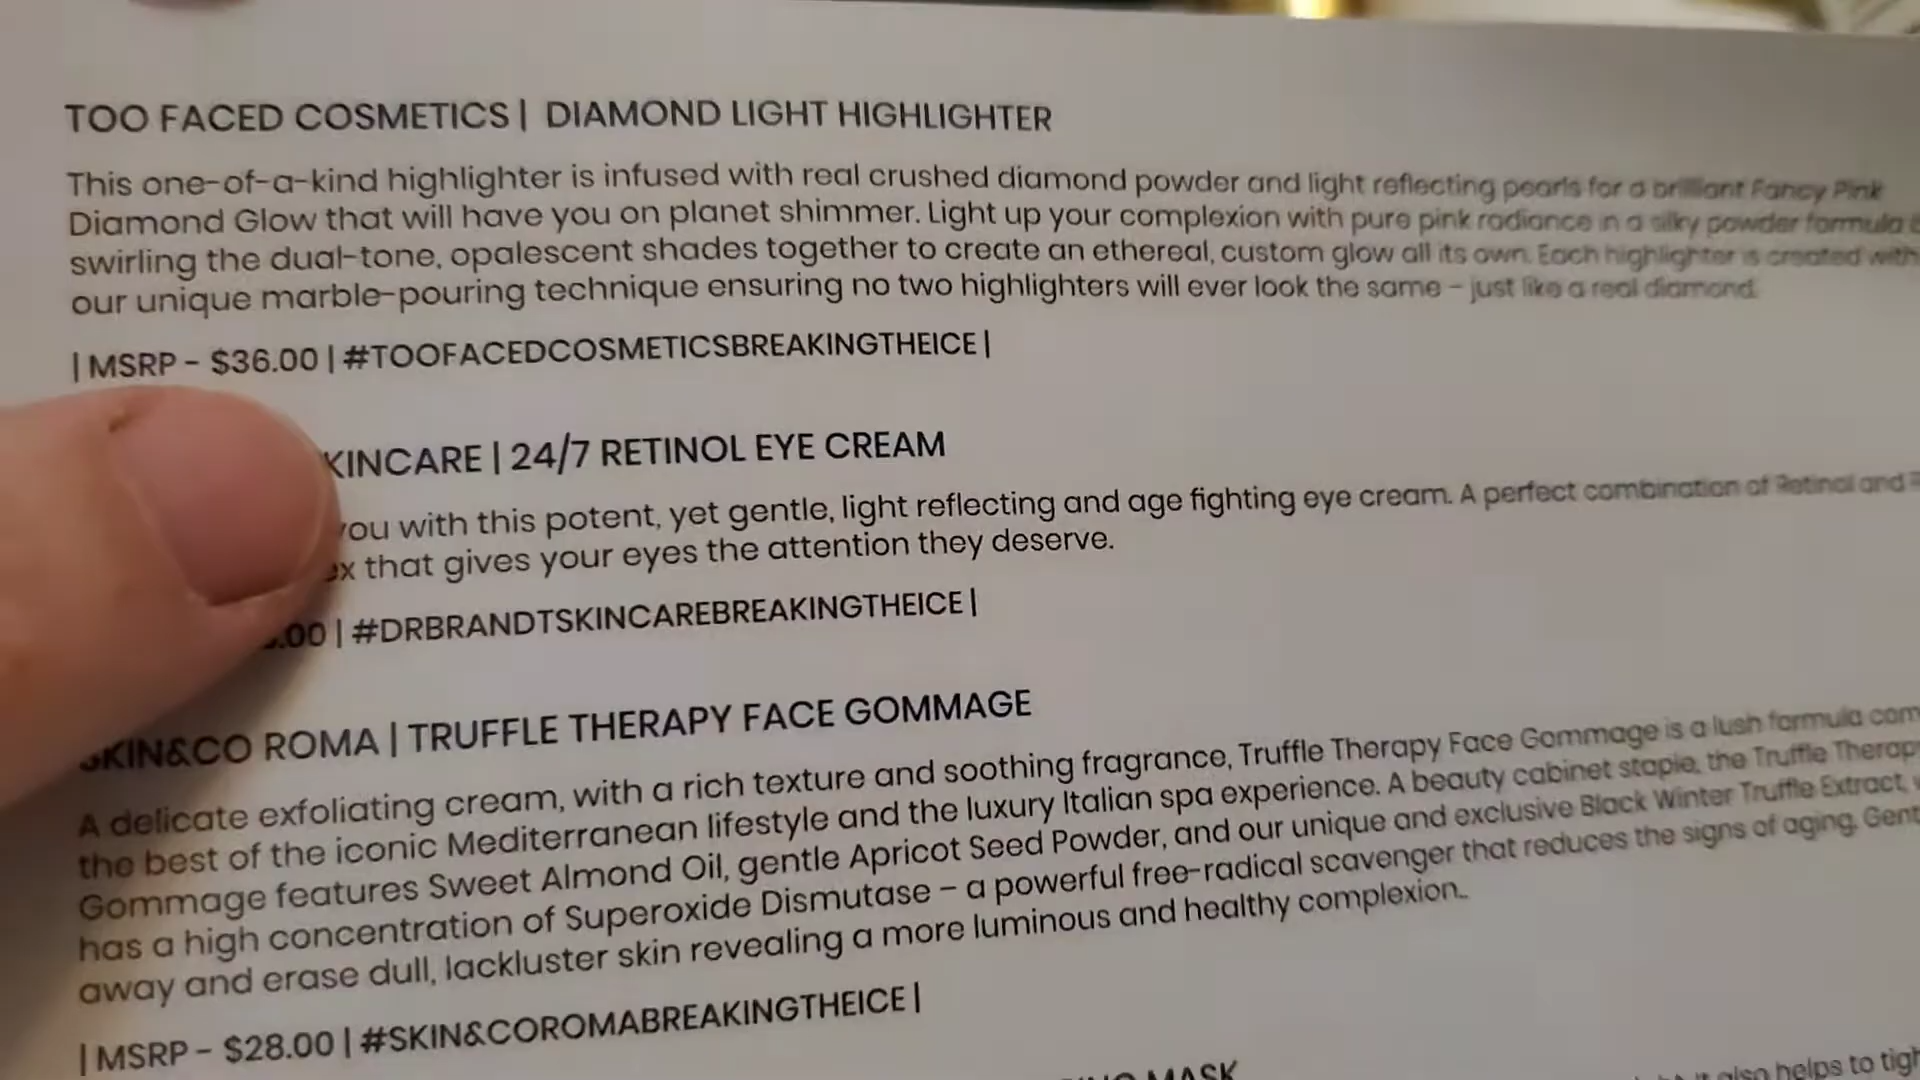 TOO FACED COSMETICS | DIAMOND LIGHT HIGHLIGHTER
This one-of-a-kind highlighter is infused with real crushed diamond powder and light reflecting pearls for a brilliant Fancy Pink
Diamond Glow that will have you on planet shimmer. Light up your complexion with pure pink radiance in a silky powder formula
swirling the dual-tone, opalescent shades together to create an ethereal, custom glow all its own. Each highlighter is created with
our unique marble-pouring technique ensuring no two highlighters will ever look the same – just like a real diamond.
| MSRP - $36.00 | #TOOFACEDCOSMETICSBREAKINGTHEICE |
KINCARE | 24/7 RETINOL EYE CREAM
you with this potent, yet gentle, light reflecting and age fighting eye cream. A perfect combination of Retinol and
ex that gives your eyes the attention they deserve.
.00 | #DRBRANDTSKINCAREBREAKINGTHEICE |
SKIN&CO ROMA | TRUFFLE THERAPY FACE GOMMAGE
A delicate exfoliating cream, with a rich texture and soothing fragrance, Truffle Therapy Face Gommage is a lush formula com
the best of the iconic Mediterranean lifestyle and the luxury Italian spa experience. A beauty cabinet staple, the Truffle Therap
Gommage features Sweet Almond Oil, gentle Apricot Seed Powder, and our unique and exclusive Black Winter Truffle Extract,
has a high concentration of Superoxide Dismutase – a powerful free-radical scavenger that reduces the signs of aging. Gent
away and erase dull, lackluster skin revealing a more luminous and healthy complexion..
| MSRP - $28.00 | #SKIN&COROMABREAKINGTHEICE |
MASK
also helps to tigh